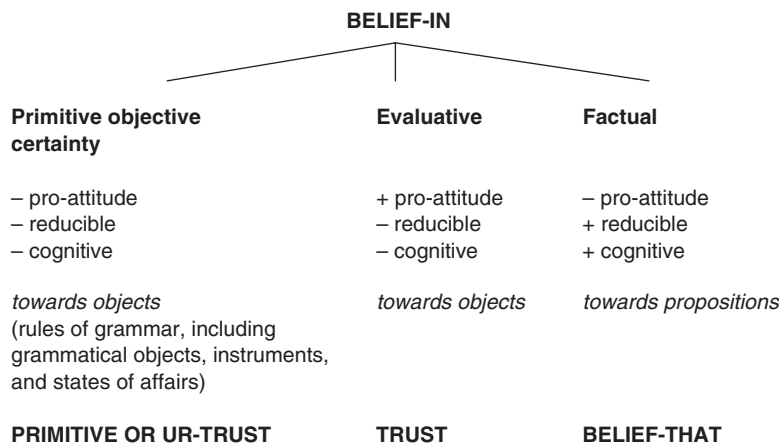 BELIEF-IN
Primitive objective
certainty
– pro-attitude
– reducible
– cognitive
towards objects
(rules of grammar, including
grammatical objects, instruments,
and states of affairs)
PRIMITIVE OR UR-TRUST
Evaluative
+ pro-attitude
– reducible
– cognitive
towards objects
TRUST
Factual
– pro-attitude
+ reducible
+ cognitive
towards propositions
BELIEF-THAT